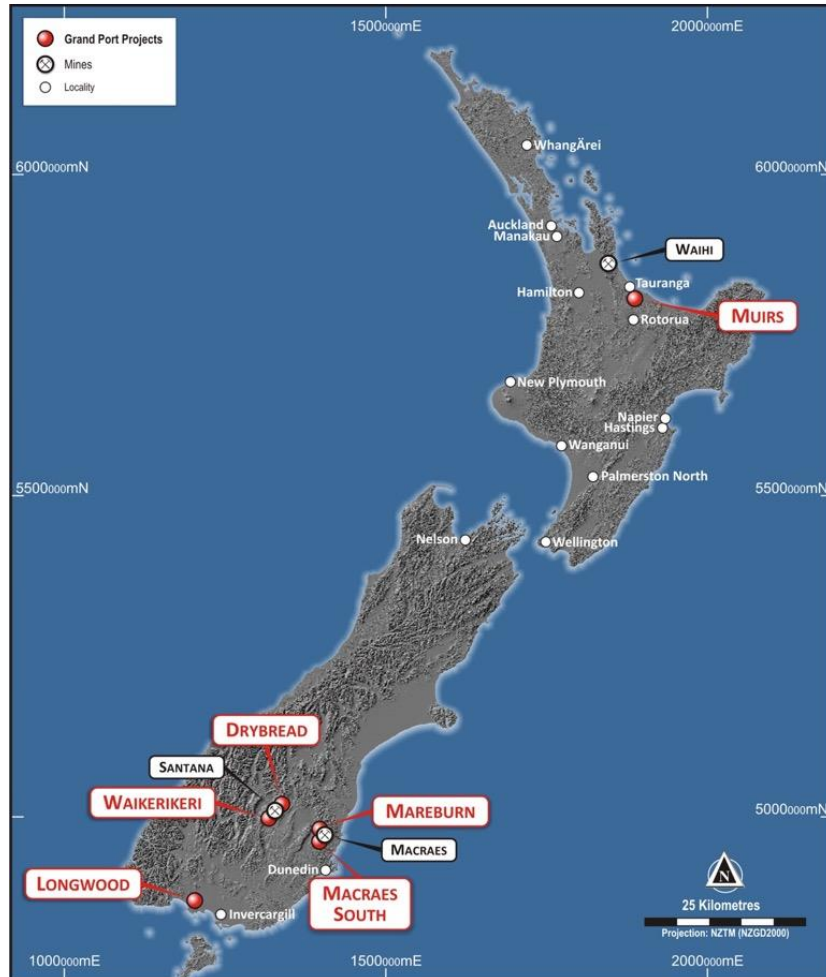 Grand Port Projects
Mines
Locality
1500000mE
2000000mE
6000000mN
6000000mN
WhangÄrei
Auckland
Manakau
WAIHI
Hamilton
Tauranga
MUIRS
Rotorua
New Plymouth
Napier
Hastings
Wanganui
Palmerston North
5500000mN
5500000mN
Nelson
Wellington
DRYBREAD
SANTANA
WAIKERIKERI
MAREBURN
5000000mN
MACRAES
Dunedin
LONGWOOD
MACRAES
SOUTH
Invercargill
N
25 Kilometres
Projection: NZTM (NZGD2000)
1000000mE
1500000mE
2000000mE